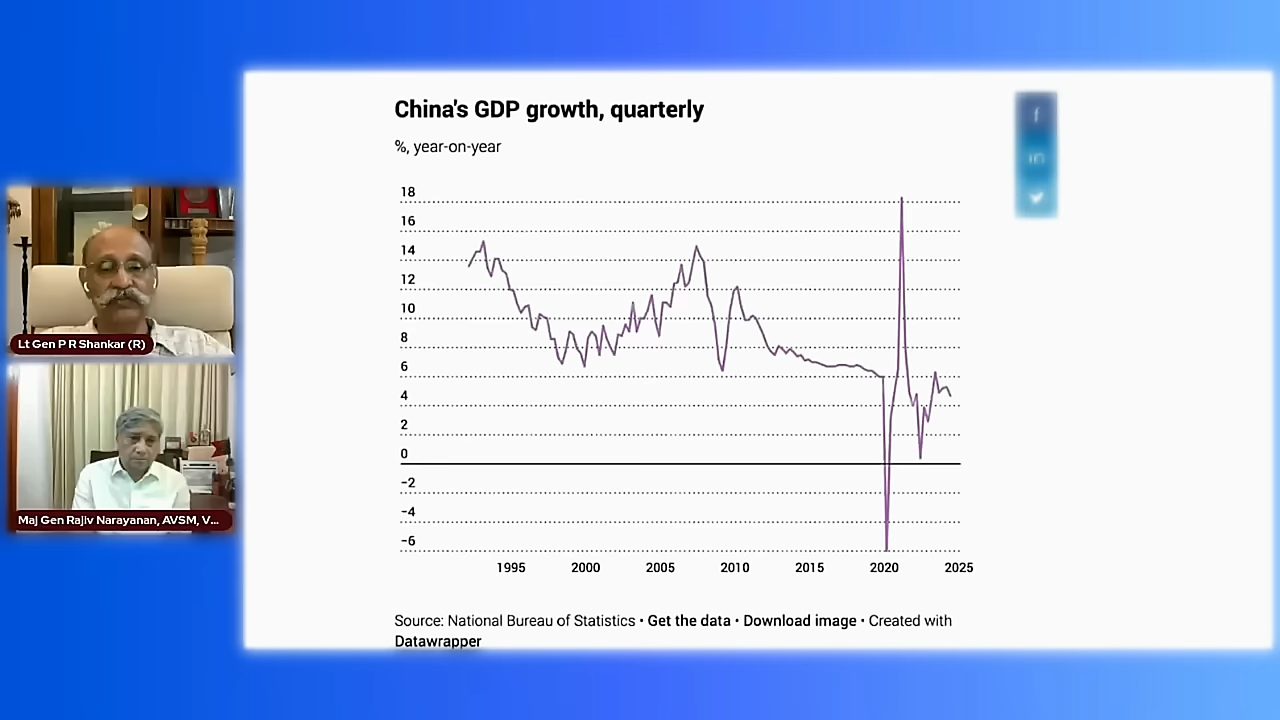 China's GDP growth, quarterly
%, year-on-year
18
16
14
12
10
8
6
4
2
0
−2
−4
−6
1995 2000 2005 2010 2015 2020 2025
Source: National Bureau of Statistics • Get the data • Download image • Created with
Datawrapper
f
in
Lt Gen P R Shankar (R)
Maj Gen Rajiv Narayanan, AVSM, V...